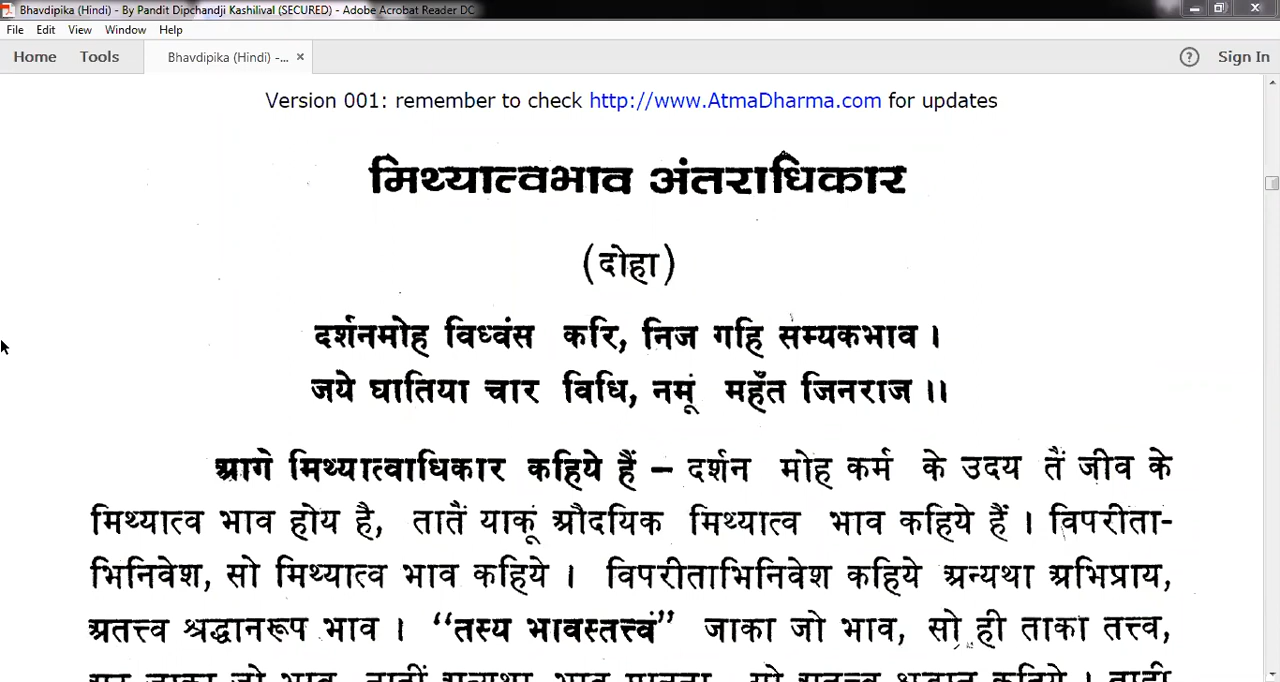 Bhavdipika (Hindi) - By Pandit Dipchandji Kashilival (SECURED) - Adobe Acrobat Reader DC
File Edit View Window Help
Home Tools Bhavdipika (Hindi) -... × ? Sign In
Version 001: remember to check http://www.AtmaDharma.com for updates
मिथ्यात्वभाव अंतराधिकार
(दोहा)
दर्शनमोह विध्वंस करि, निज गहि सम्यकभाव ।
जये घातिया चार विधि, नमूं महँत जिनराज ।।
आगे मिथ्यात्वाधिकार कहिये हैं – दर्शन मोह कर्म के उदय तैं जीव के
मिथ्यात्व भाव होय है, तातैं याकूं औदयिक मिथ्यात्व भाव कहिये हैं । विपरीता-
भिनिवेश, सो मिथ्यात्व भाव कहिये । विपरीताभिनिवेश कहिये अन्यथा अभिप्राय,
अतत्त्व श्रद्धानरूप भाव । “तस्य भावस्तत्त्वं” जाका जो भाव, सो ही ताका तत्त्व,